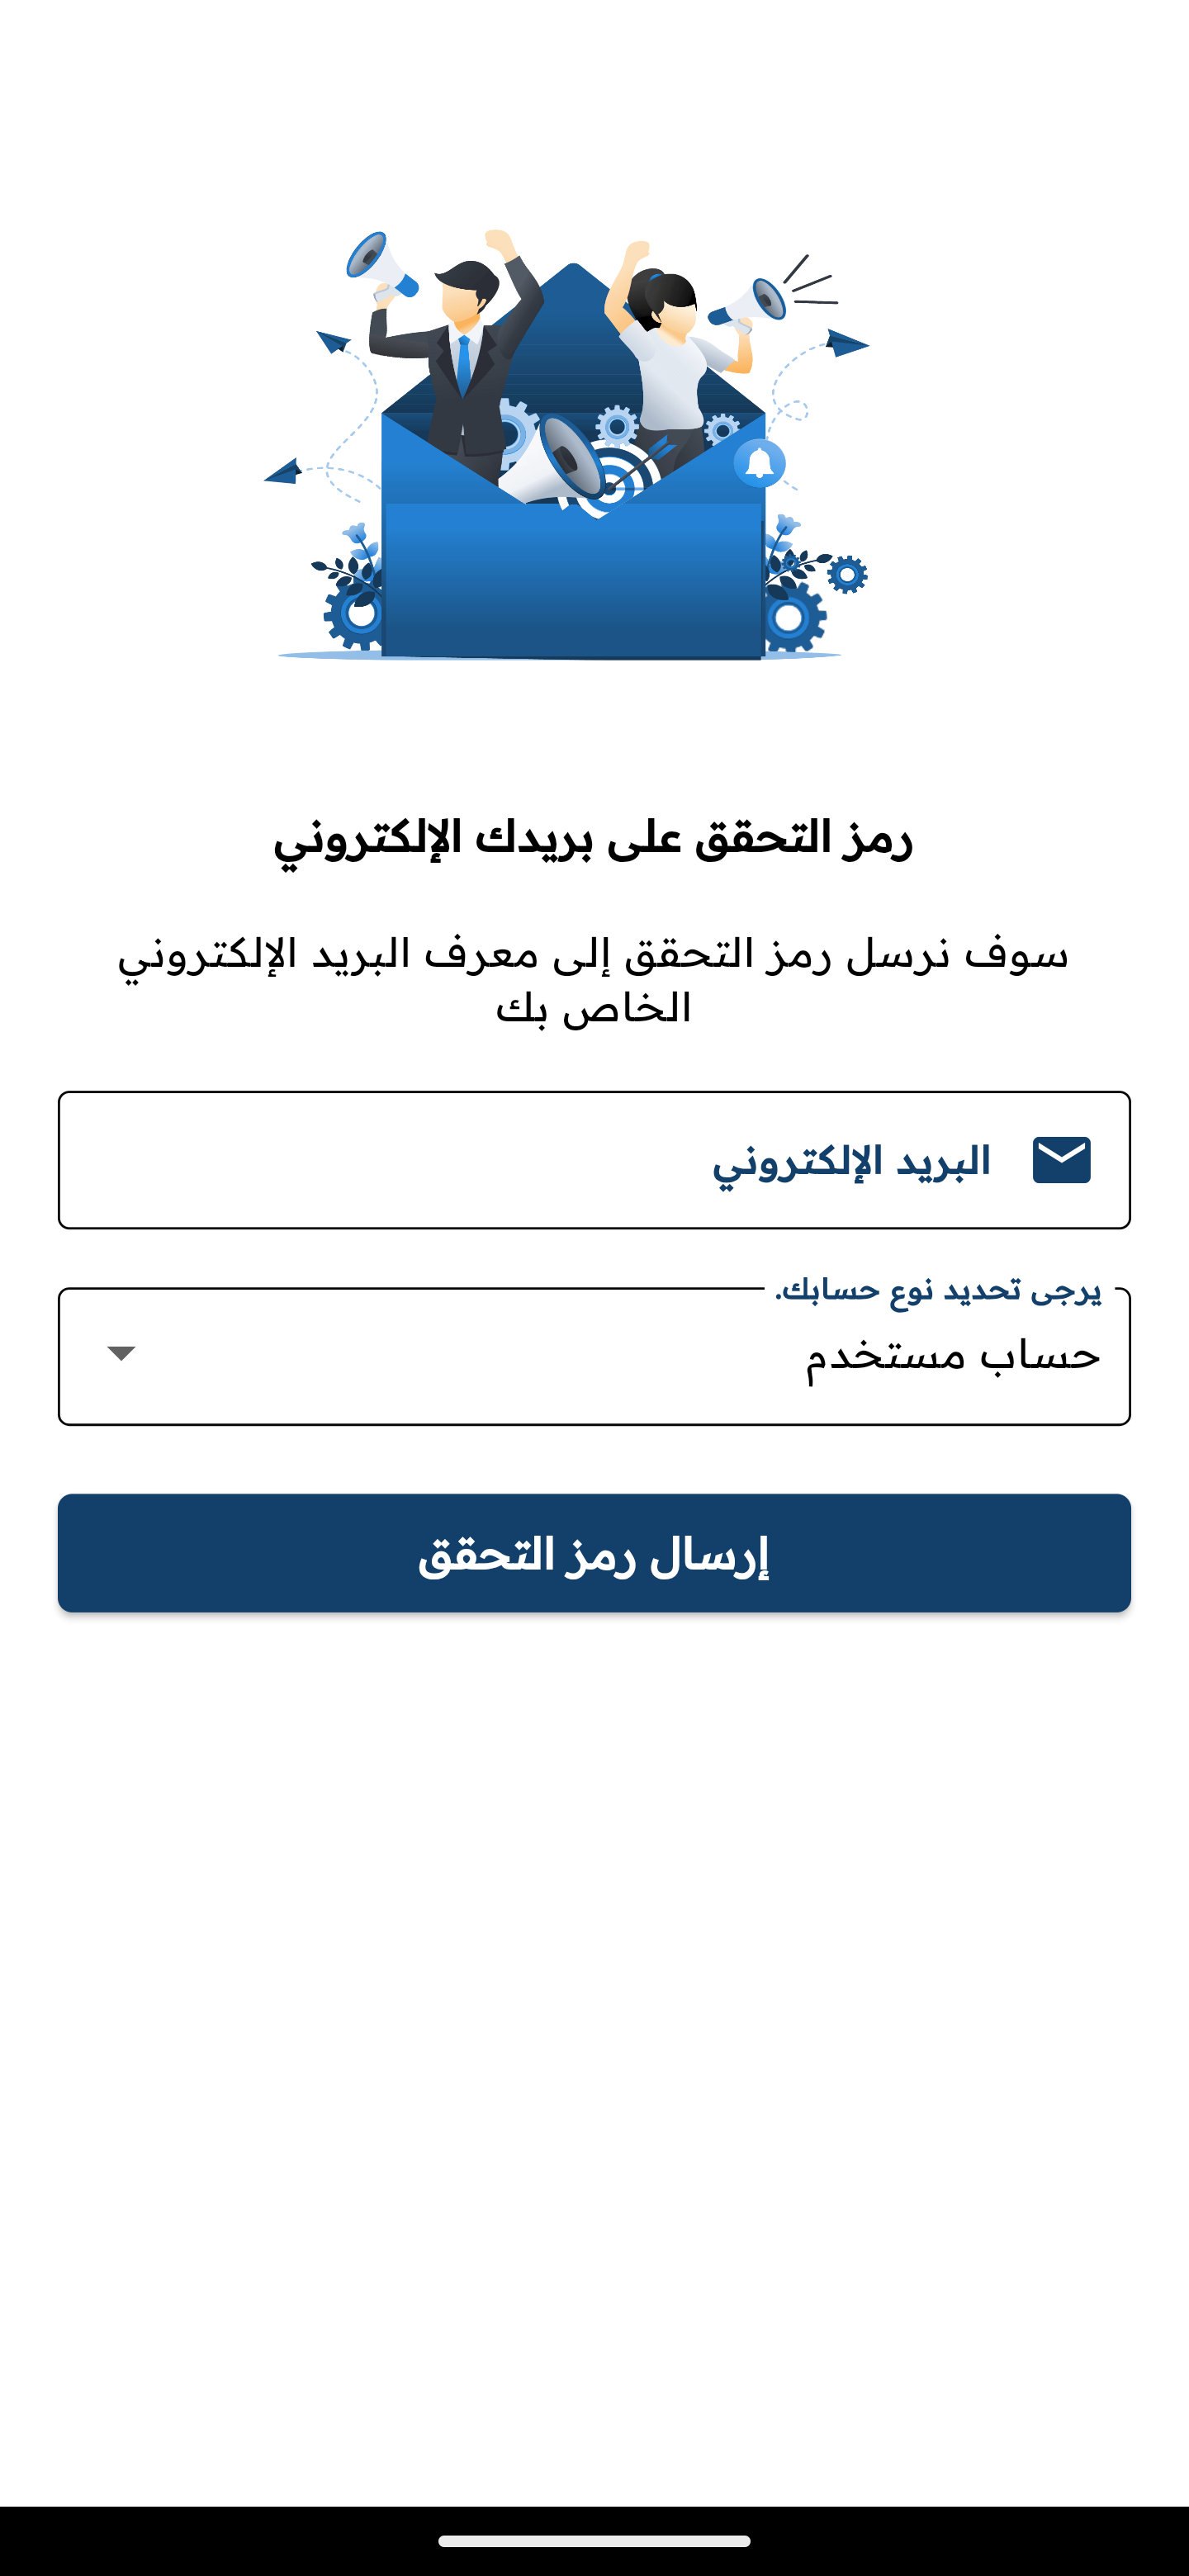 رمز التحقق على بريدك الإلكتروني
سوف نرسل رمز التحقق إلى معرف البريد الإلكتروني
الخاص بك
البريد الإلكتروني
يرجى تحديد نوع حسابك.
حساب مستخدم
إرسال رمز التحقق